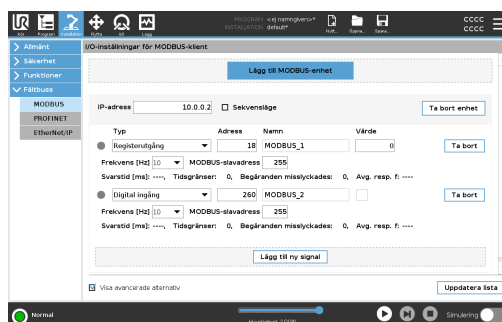 PROGRAM <ej namngiven>*
INSTALLATION default*
CCCC
CCCC
Kör Program Installation Flytta I/O Logg Nytt... Öppna... Spara...
Allmänt
Säkerhet
Funktioner
Fältbuss
MODBUS
PROFINET
EtherNet/IP
I/O-inställningar för MODBUS-klient
Lägg till MODBUS-enhet
IP-adress 10.0.0.2 Sekvensläge Ta bort enhet
Typ Adress Namn Värde
Registerutgång 18 MODBUS_1 0 Ta bort
Frekvens [Hz] 10 MODBUS-slavadress 255
Svarstid [ms]: ----, Tidsgränser: 0, Begäranden misslyckades: 0, Avg. resp. f: ----
Digital ingång 260 MODBUS_2 Ta bort
Frekvens [Hz] 10 MODBUS-slavadress 255
Svarstid [ms]: ----, Tidsgränser: 0, Begäranden misslyckades: 0, Avg. resp. f: ----
Lägg till ny signal
Visa avancerade alternativ Uppdatera lista
Normal
Hastighet 100%
Simulering